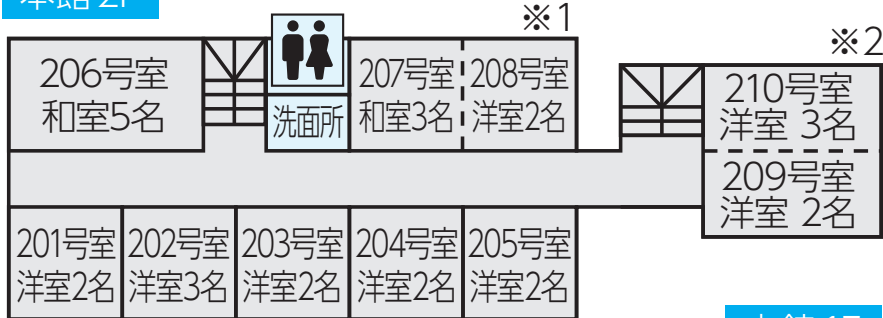 ※1
※2
206号室
和室5名
洗面所
207号室
和室3名
208号室
洋室2名
210号室
洋室 3名
209号室
洋室 2名
201号室
洋室2名
202号室
洋室3名
203号室
洋室2名
204号室
洋室2名
205号室
洋室2名